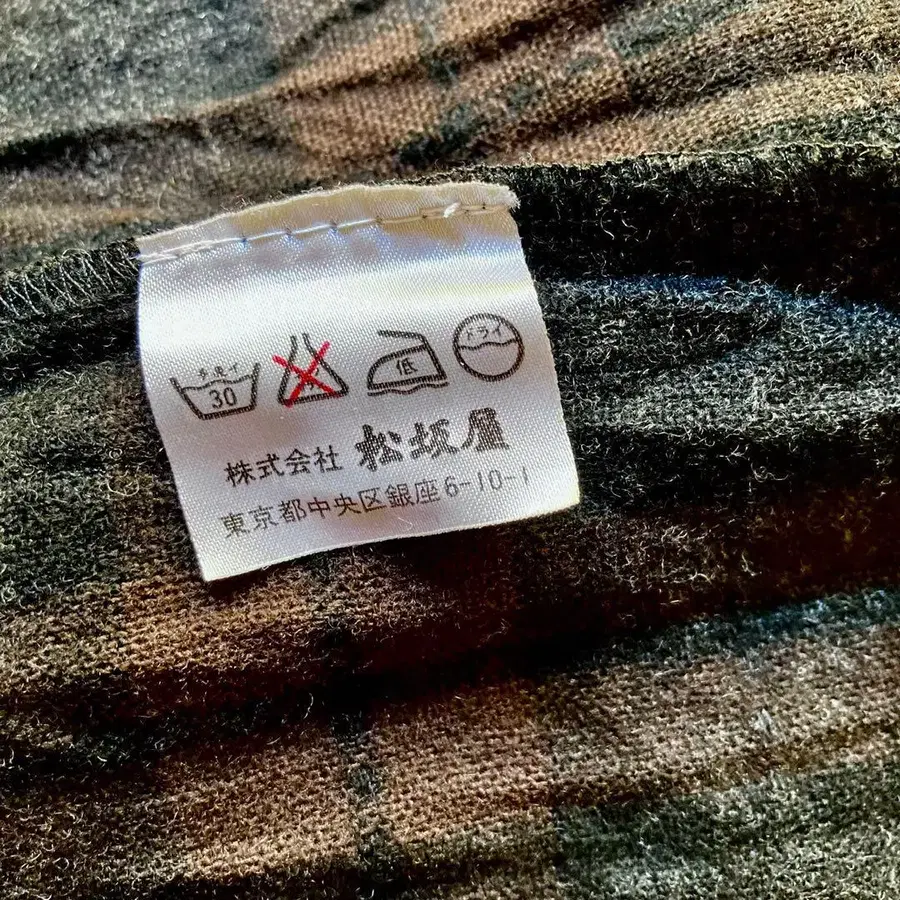 手洗イ 30 低 ドライ
株式会社 松坂屋
東京都中央区銀座6-10-1